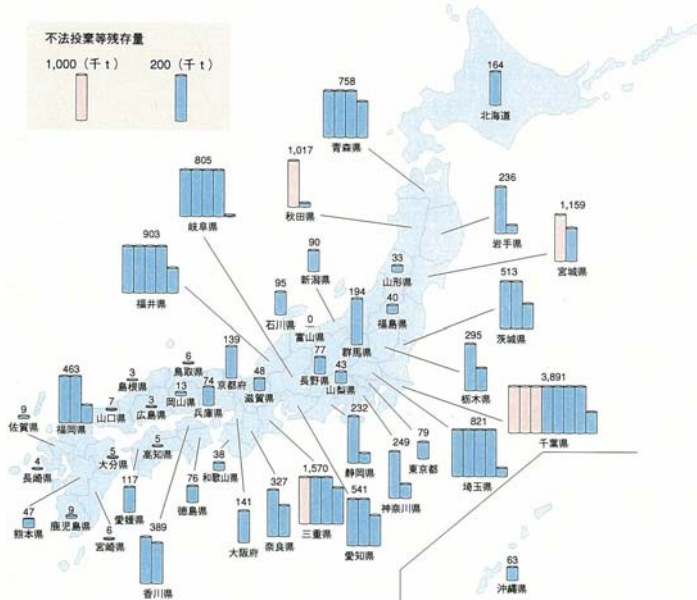 不法投棄等残存量
1,000（千ｔ） 200（千ｔ）
164
北海道
758
青森県
1,017
秋田県
236
岩手県
1,159
宮城県
805
岐阜県
903
福井県
90
新潟県
33
山形県
95
石川県
0
富山県
194
群馬県
40
福島県
513
茨城県
295
栃木県
3,891
千葉県
821
埼玉県
79
東京都
249
神奈川県
232
静岡県
77
長野県
43
山梨県
48
滋賀県
139
京都府
74
兵庫県
6
鳥取県
13
岡山県
3
島根県
3
広島県
7
山口県
463
福岡県
9
佐賀県
4
長崎県
5
大分県
5
高知県
47
熊本県
9
鹿児島県
6
宮崎県
117
愛媛県
389
香川県
76
徳島県
38
和歌山県
141
大阪府
327
奈良県
1,570
三重県
541
愛知県
63
沖縄県